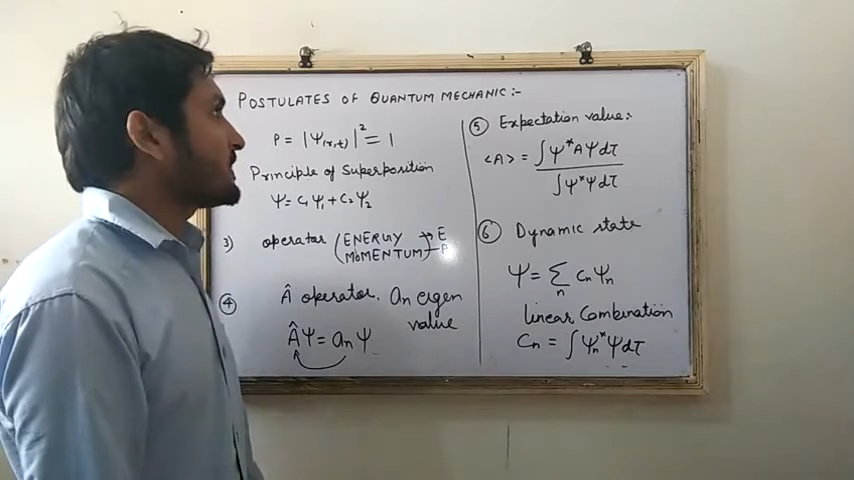 POSTULATES OF QUANTUM MECHANIC :-
P = |Ψ(r,t)|² = 1
Principle of Superposition
Ψ = C₁Ψ₁ + C₂Ψ₂
3) operator (ENERGY → E
MOMENTUM) → P
④ Â operator. an eigen
value
ÂΨ = anΨ
⑤ Expectation value :-
<A> = ∫Ψ*AΨdτ / ∫Ψ*Ψdτ
⑥ Dynamic state
Ψ = Σn CnΨn
linear Combination
Cn = ∫Ψn*Ψdτ